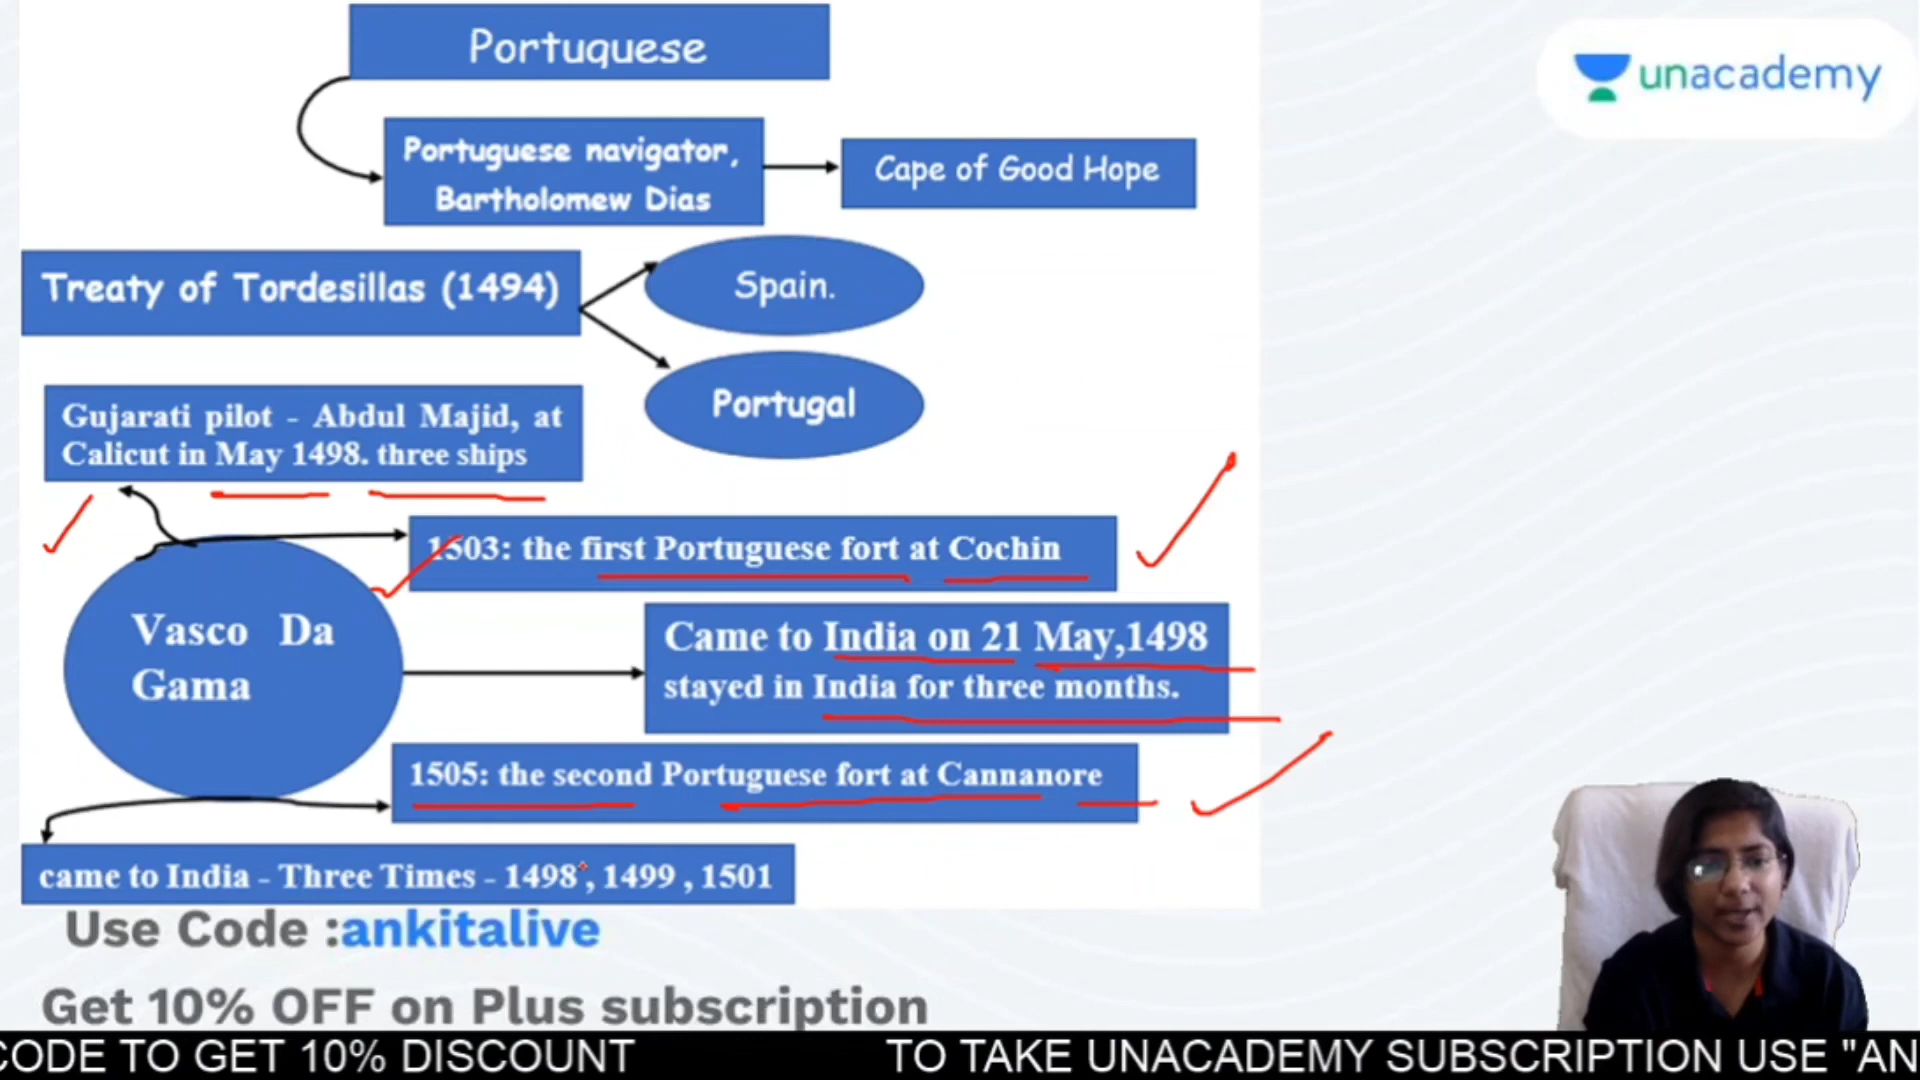 Portuquese
unacademy
Portuguese navigator,
Bartholomew Dias
Cape of Good Hope
Treaty of Tordesillas (1494)
Spain.
Portugal
Gujarati pilot - Abdul Majid, at
Calicut in May 1498. three ships
1503: the first Portuguese fort at Cochin
Vasco Da
Gama
Came to India on 21 May,1498
stayed in India for three months.
1505: the second Portuguese fort at Cannanore
came to India - Three Times - 1498 , 1499 , 1501
Use Code :ankitalive
Get 10% OFF on Plus subscription
CODE TO GET 10% DISCOUNT TO TAKE UNACADEMY SUBSCRIPTION USE "AN